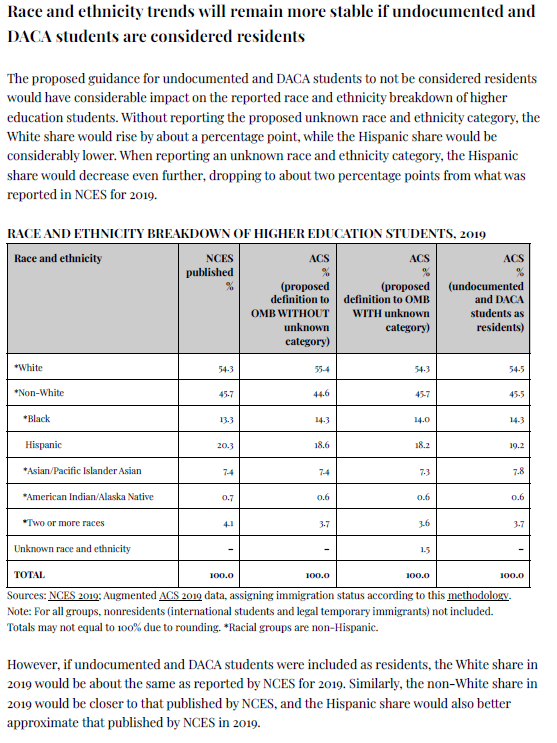 Race and ethnicity trends will remain more stable if undocumented and
DACA students are considered residents
The proposed guidance for undocumented and DACA students to not be considered residents
would have considerable impact on the reported race and ethnicity breakdown of higher
education students. Without reporting the proposed unknown race and ethnicity category, the
White share would rise by about a percentage point, while the Hispanic share would be
considerably lower. When reporting an unknown race and ethnicity category, the Hispanic
share would decrease even further, dropping to about two percentage points from what was
reported in NCES for 2019.
RACE AND ETHNICITY BREAKDOWN OF HIGHER EDUCATION STUDENTS, 2019
Race and ethnicity NCES published % ACS % (proposed definition to OMB WITHOUT unknown category) ACS % (proposed definition to OMB WITH unknown category) ACS % (undocumented and DACA students as residents)
*White 54.3 55.4 54.3 54.5
*Non-White 45.7 44.6 45.7 45.5
*Black 13.3 14.3 14.0 14.3
Hispanic 20.3 18.6 18.2 19.2
*Asian/Pacific Islander Asian 7.4 7.4 7.3 7.8
*American Indian/Alaska Native 0.7 0.6 0.6 0.6
*Two or more races 4.1 3.7 3.6 3.7
Unknown race and ethnicity – – 1.5 –
TOTAL 100.0 100.0 100.0 100.0
Sources: NCES 2019; Augmented ACS 2019 data, assigning immigration status according to this methodology.
Note: For all groups, nonresidents (international students and legal temporary immigrants) not included.
Totals may not equal to 100% due to rounding. *Racial groups are non-Hispanic.
However, if undocumented and DACA students were included as residents, the White share in
2019 would be about the same as reported by NCES for 2019. Similarly, the non-White share in
2019 would be closer to that published by NCES, and the Hispanic share would also better
approximate that published by NCES in 2019.